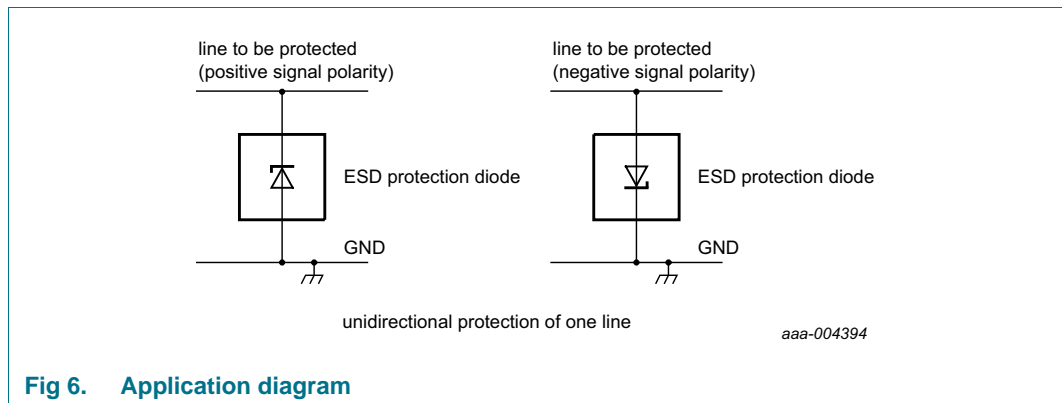 line to be protected
(positive signal polarity)
ESD protection diode
GND
line to be protected
(negative signal polarity)
ESD protection diode
GND
unidirectional protection of one line
aaa-004394
Fig 6. Application diagram